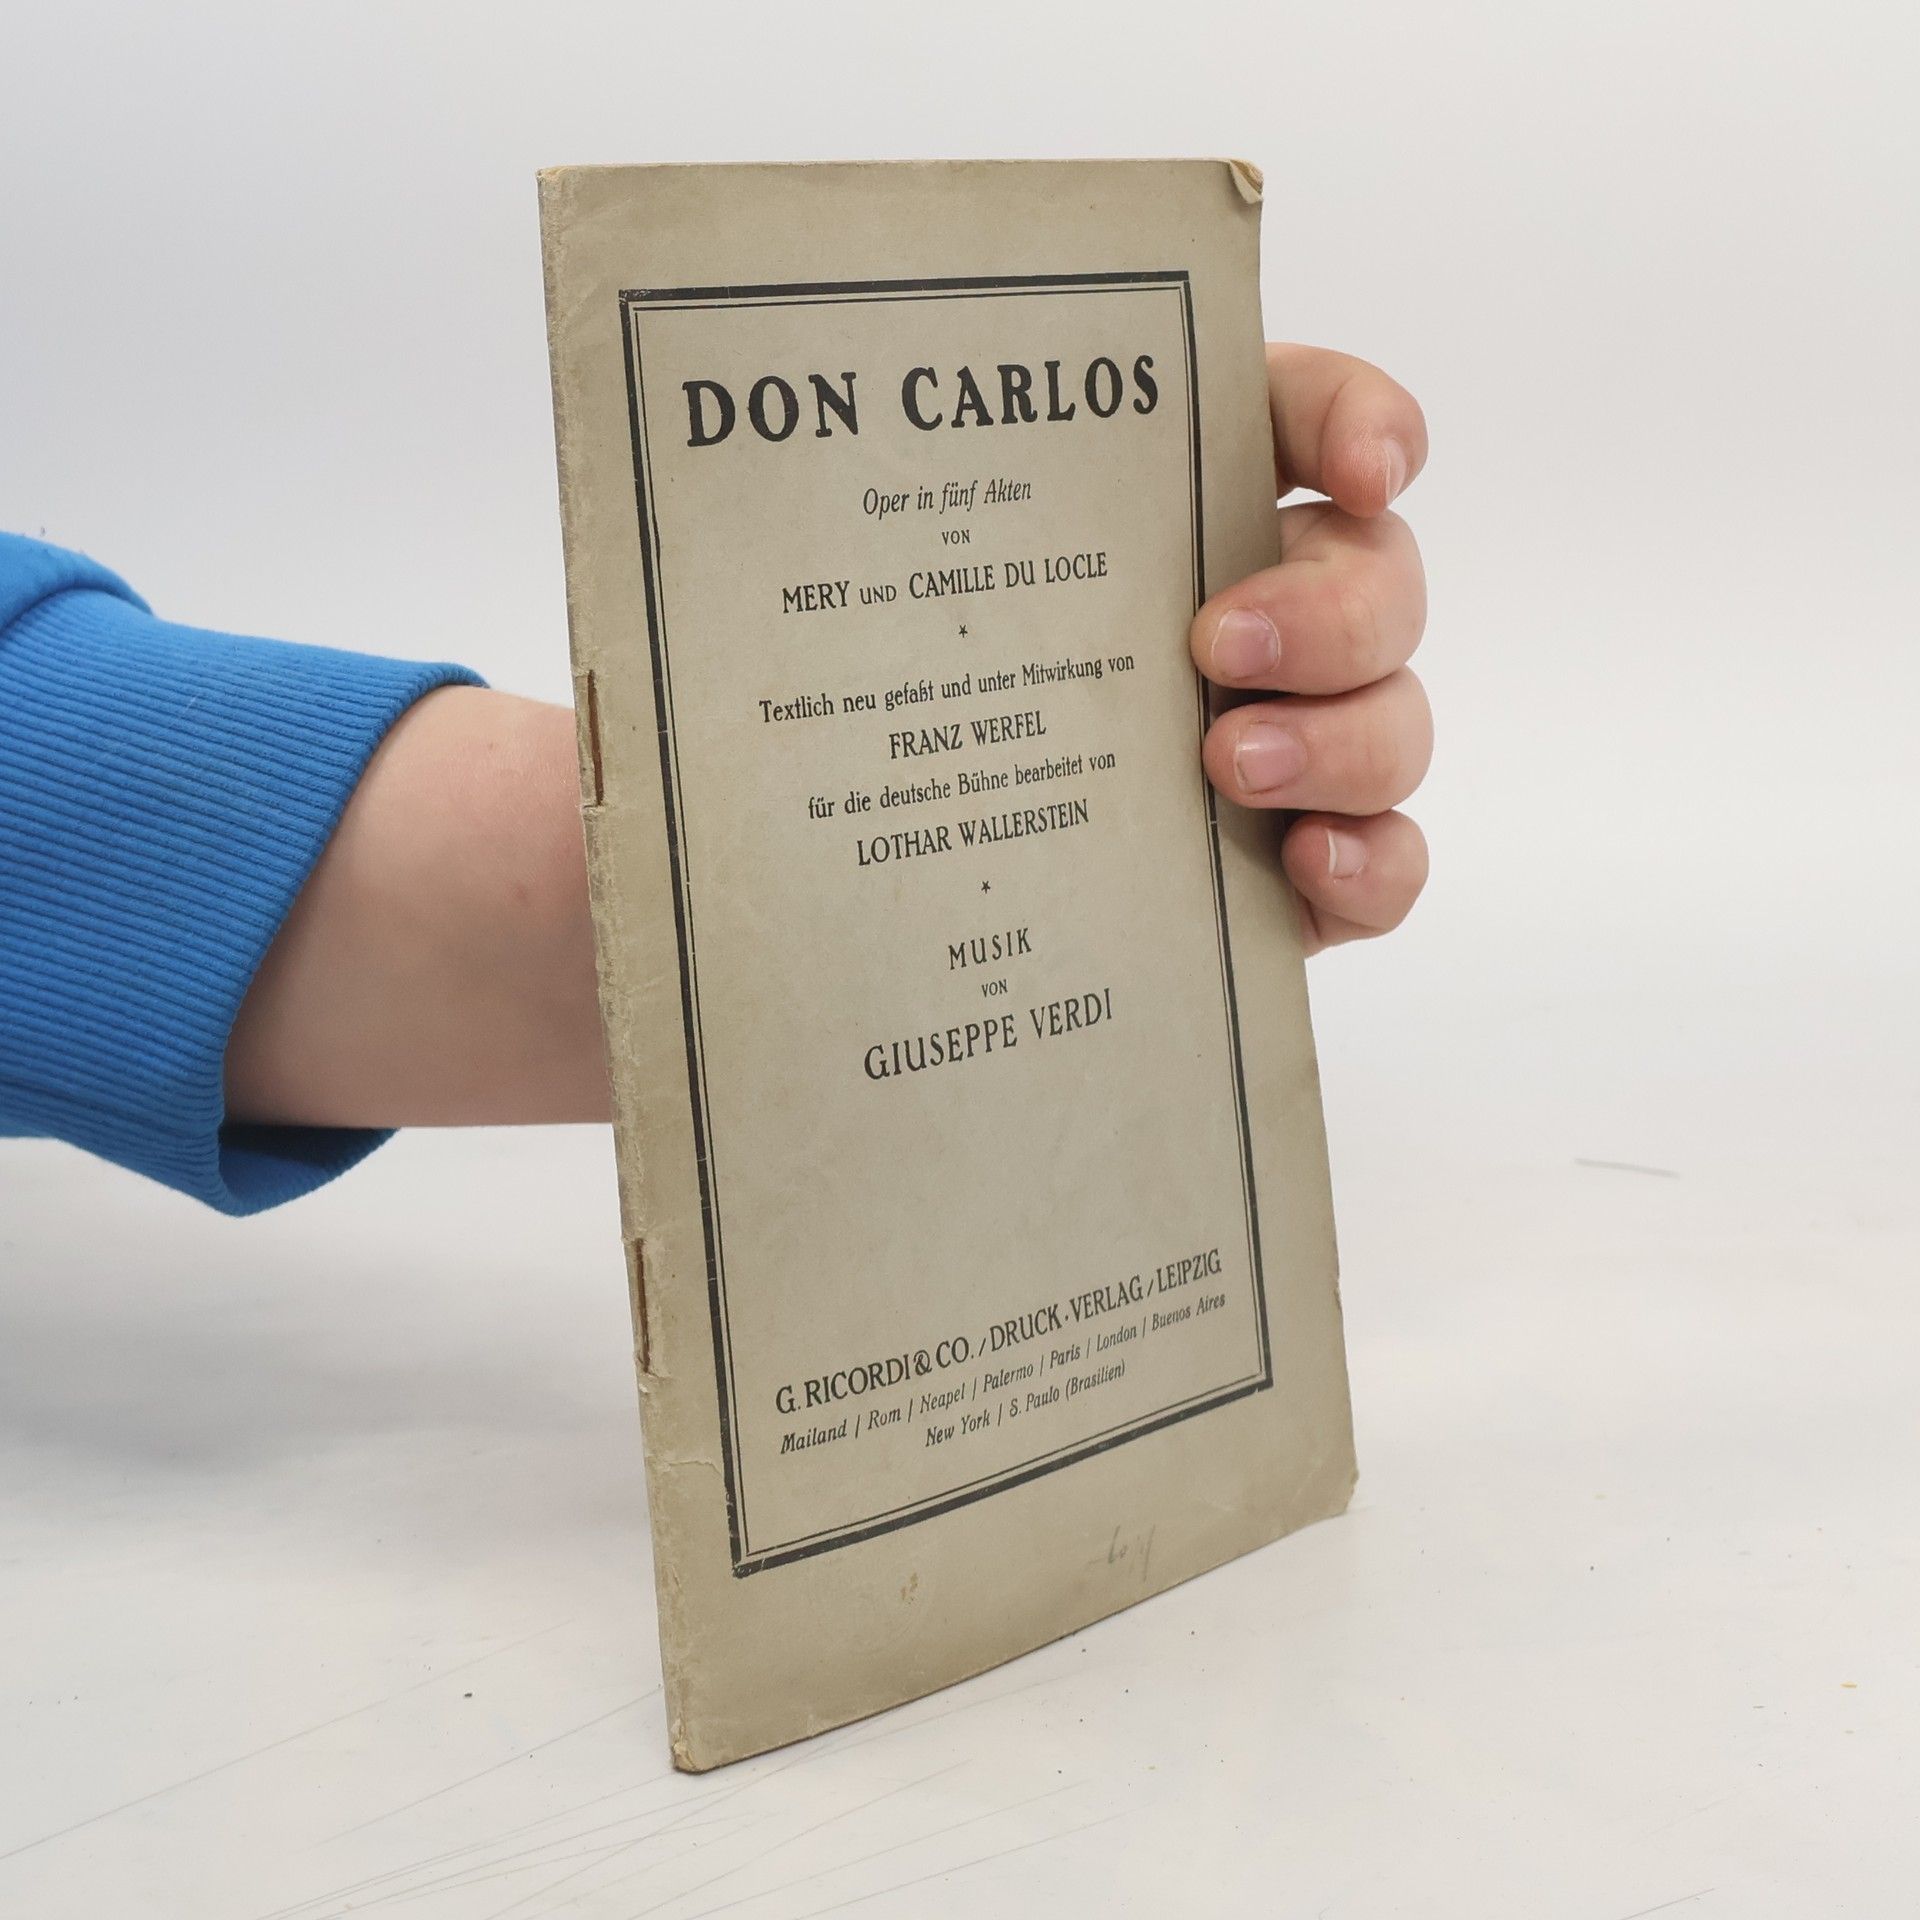 DON CARLOS
Oper in fünf Akten
VON
MERY UND CAMILLE DU LOCLE
*
Textlich neu gefaßt und unter Mitwirkung von
FRANZ WERFEL
für die deutsche Bühne bearbeitet von
LOTHAR WALLERSTEIN
*
MUSIK
VON
GIUSEPPE VERDI
G. RICORDI & CO. / DRUCK-VERLAG / LEIPZIG
Mailand / Rom / Neapel / Palermo / Paris / London / Buenos Aires
New York / S. Paulo (Brasilien)